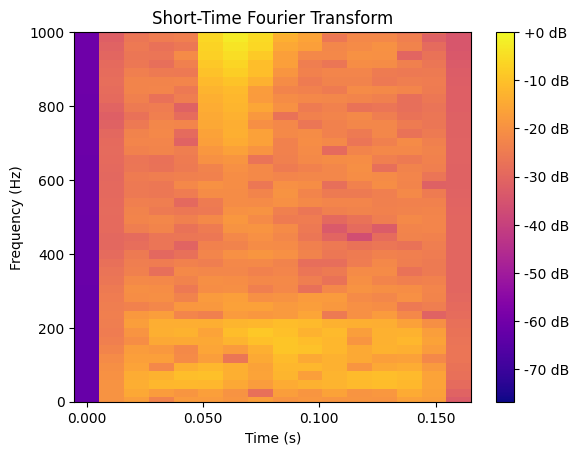 Short-Time Fourier Transform
1000
800
600
400
200
0
Frequency (Hz)
0.000
0.050
0.100
0.150
Time (s)
+0 dB
-10 dB
-20 dB
-30 dB
-40 dB
-50 dB
-60 dB
-70 dB